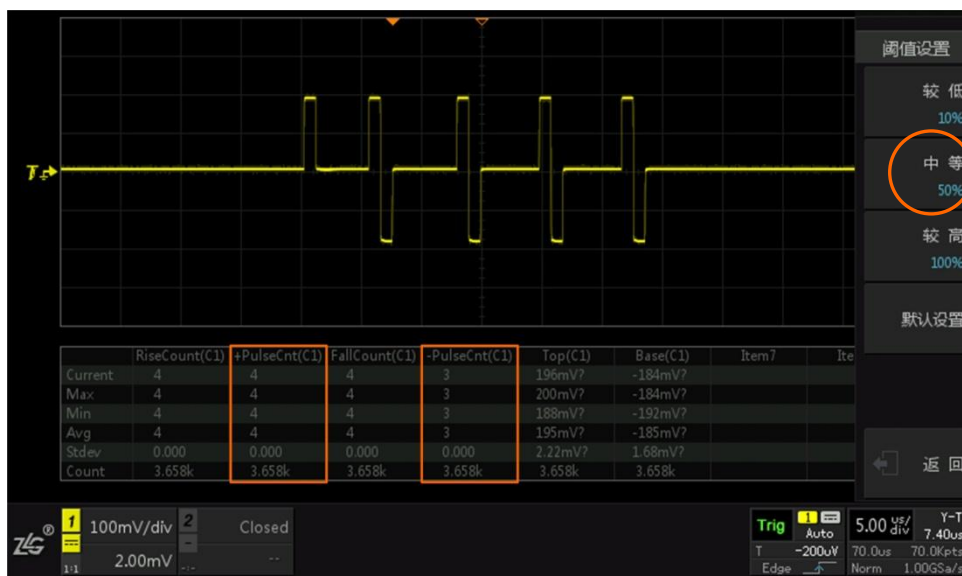 阈值设置
较 低
10%
中 等
50%
较 高
100%
默认设置
返 回
T
RiseCount(C1) +PulseCnt(C1) FallCount(C1) -PulseCnt(C1) Top(C1) Base(C1) Item7 Ite
Current 4 4 4 3 196mV? -184mV?
Max 4 4 4 3 200mV? -184mV?
Min 4 4 4 3 188mV? -192mV?
Avg 4 4 4 3 195mV? -185mV?
Stdev 0.000 0.000 0.000 0.000 2.22mV? 1.68mV?
Count 3.658k 3.658k 3.658k 3.658k 3.658k 3.658k
ZLG®
1 100mV/div 2 Closed
1:1 2.00mV -:- --
Trig 1 Auto 5.00 us/div Y-T 7.40us
T -200uV 70.0us 70.0Kpts
Edge Norm 1.00GSa/s